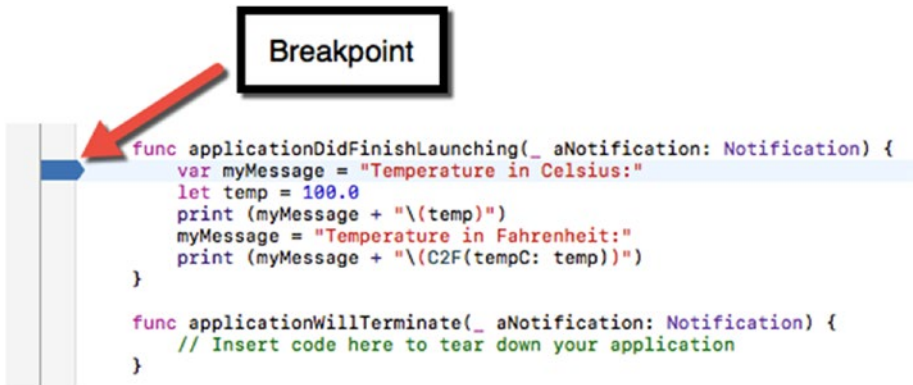 Breakpoint
func applicationDidFinishLaunching(_ aNotification: Notification) {
var myMessage = "Temperature in Celsius:"
let temp = 100.0
print (myMessage + "\(temp)")
myMessage = "Temperature in Fahrenheit:"
print (myMessage + "\(C2F(tempC: temp))")
}
func applicationWillTerminate(_ aNotification: Notification) {
// Insert code here to tear down your application
}